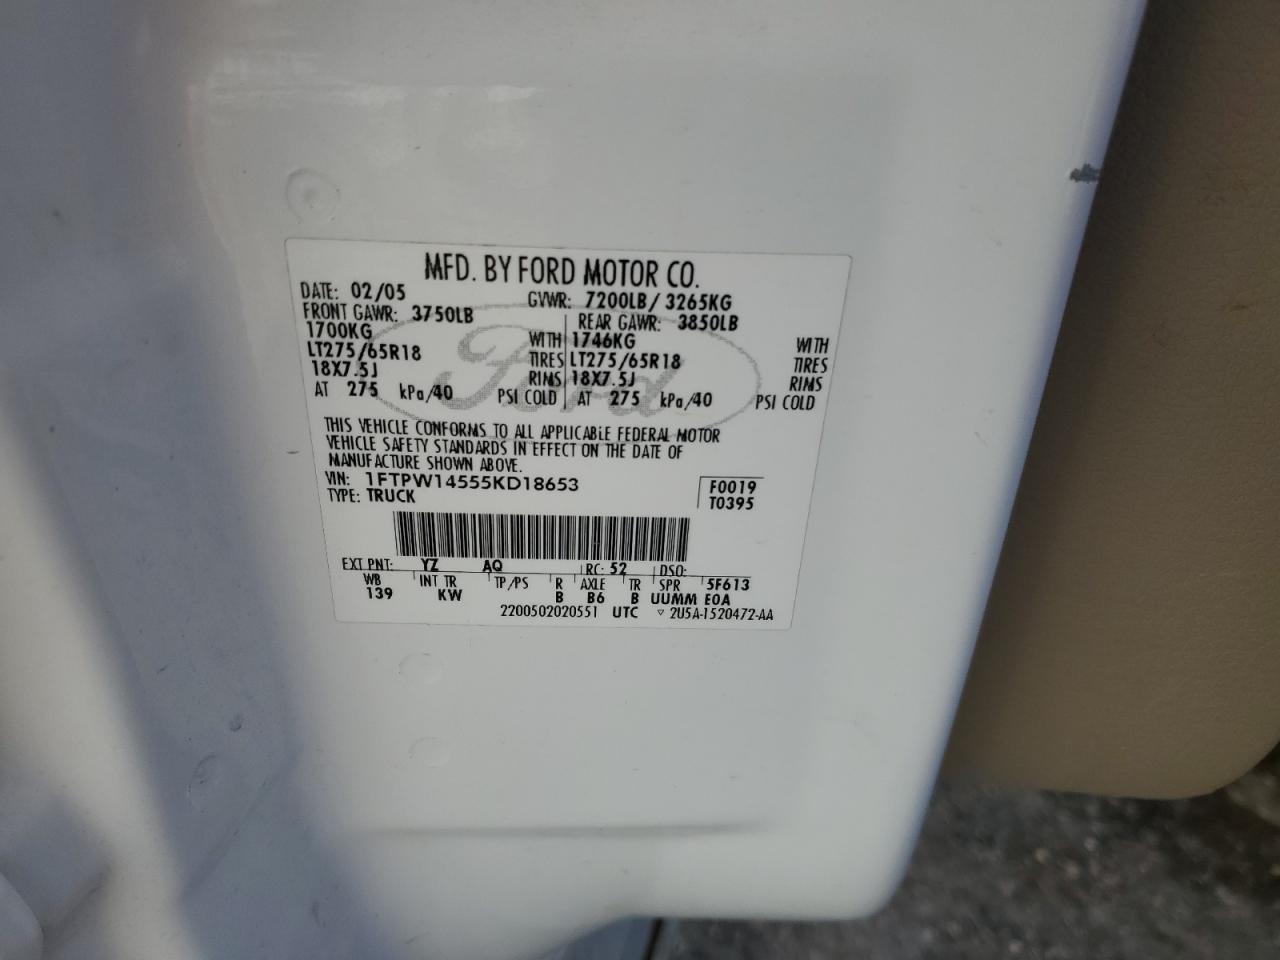 MFD. BY FORD MOTOR CO.
DATE: 02/05 GVWR: 7200LB/ 3265KG
FRONT GAWR: 3750LB REAR GAWR: 3850LB
1700KG WITH 1746KG WITH
LT275/65R18 TIRES LT275/65R18 TIRES
18X7.5J RIMS 18X7.5J RIMS
AT 275 kPa/40 PSI COLD AT 275 kPa/40 PSI COLD
Ford
THIS VEHICLE CONFORMS TO ALL APPLICABLE FEDERAL MOTOR
VEHICLE SAFETY STANDARDS IN EFFECT ON THE DATE OF
MANUFACTURE SHOWN ABOVE.
VIN: 1FTPW14555KD18653 F0019
TYPE: TRUCK T0395
EXT PNT: YZ AQ RC: 52 DSO:
WB INT TR TP/PS R AXLE TR SPR 5F613
139 KW B B6 B UUMM E0A
2200502020551 UTC ▽ 2U5A-1520472-AA